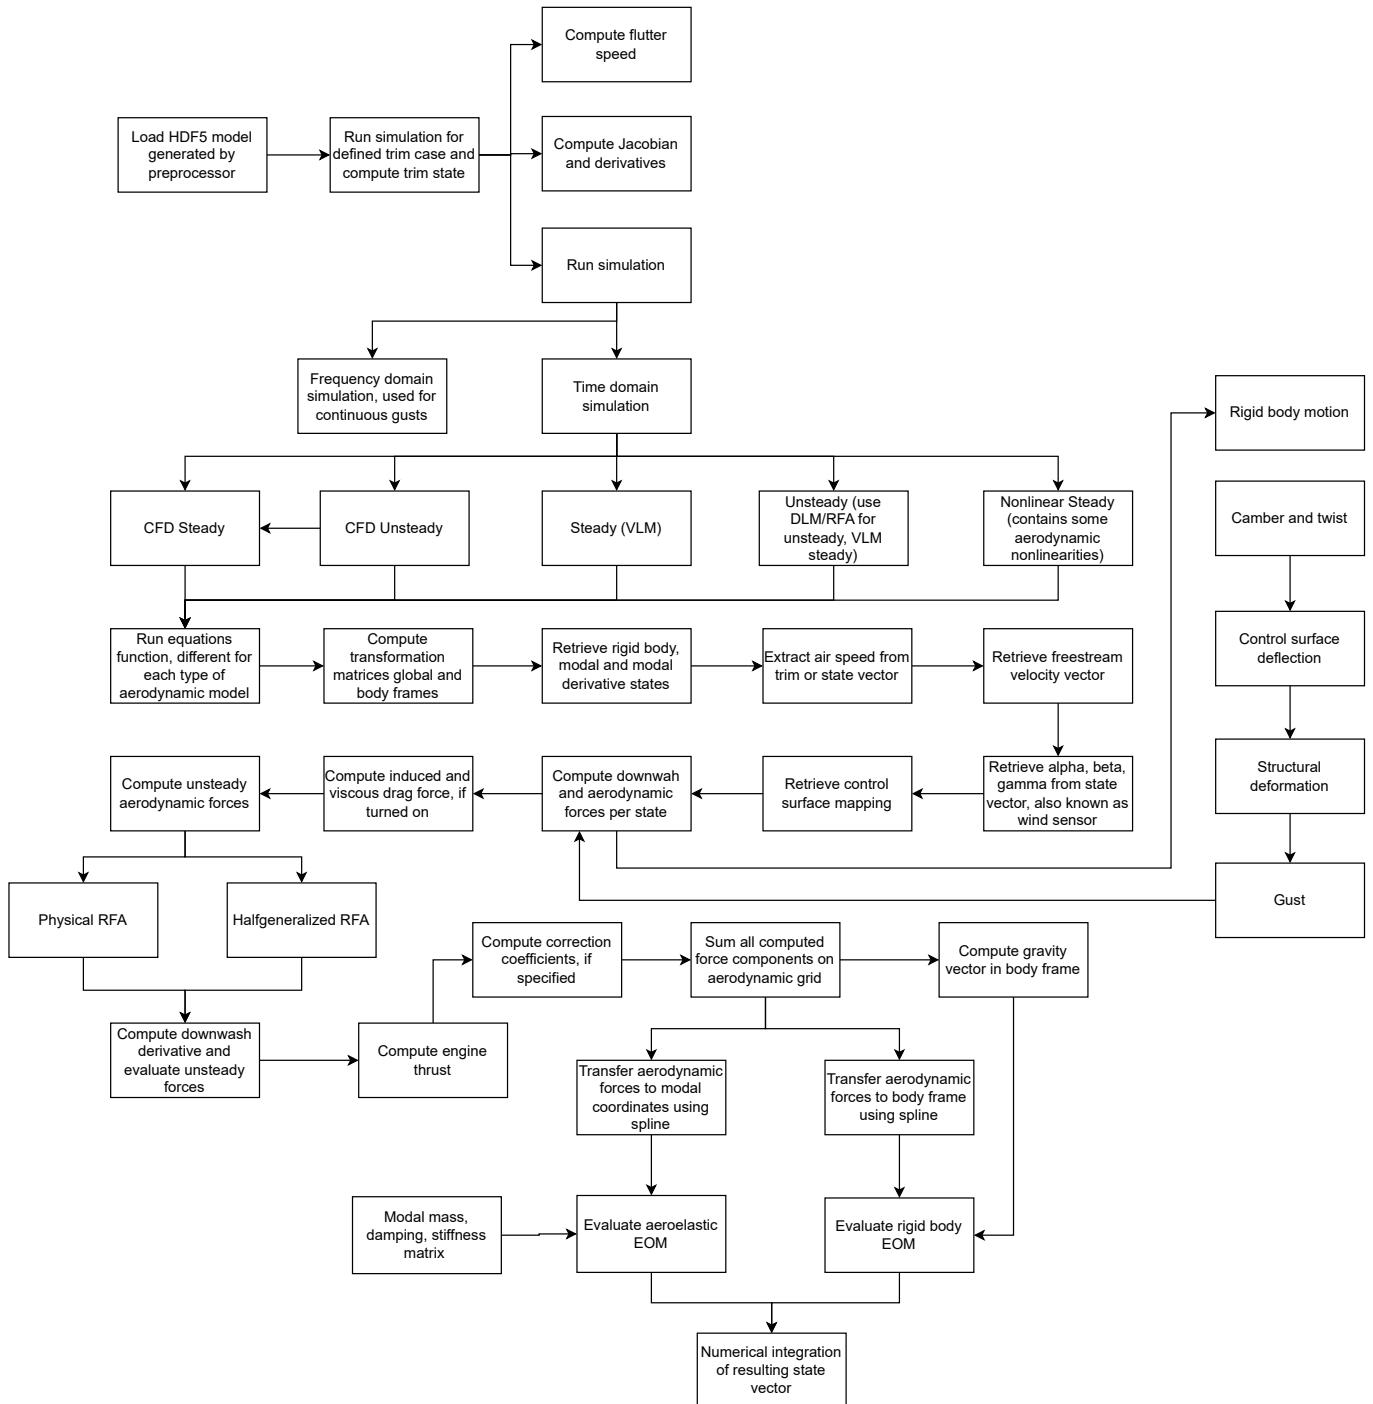 Compute flutter
speed
Load HDF5 model
generated by
preprocessor
Run simulation for
defined trim case and
compute trim state
Compute Jacobian
and derivatives
Run simulation
Frequency domain
simulation, used for
continuous gusts
Time domain
simulation
Rigid body motion
CFD Steady
CFD Unsteady
Steady (VLM)
Unsteady (use
DLM/RFA for
unsteady, VLM
steady)
Nonlinear Steady
(contains some
aerodynamic
nonlinearities)
Camber and twist
Run equations
function, different for
each type of
aerodynamic model
Compute
transformation
matrices global and
body frames
Retrieve rigid body,
modal and modal
derivative states
Extract air speed from
trim or state vector
Retrieve freestream
velocity vector
Control surface
deflection
Compute unsteady
aerodynamic forces
Compute induced and
viscous drag force, if
turned on
Compute downwah
and aerodynamic
forces per state
Retrieve control
surface mapping
Retrieve alpha, beta,
gamma from state
vector, also known as
wind sensor
Structural
deformation
Physical RFA
Halfgeneralized RFA
Gust
Compute correction
coefficients, if
specified
Sum all computed
force components on
aerodynamic grid
Compute gravity
vector in body frame
Compute downwash
derivative and
evaluate unsteady
forces
Compute engine
thrust
Transfer aerodynamic
forces to modal
coordinates using
spline
Transfer aerodynamic
forces to body frame
using spline
Modal mass,
damping, stiffness
matrix
Evaluate aeroelastic
EOM
Evaluate rigid body
EOM
Numerical integration
of resulting state
vector